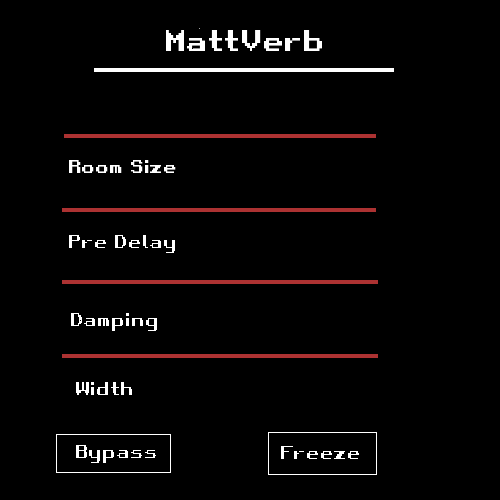 MattVerb
Room Size
Pre Delay
Damping
Width
Bypass
Freeze